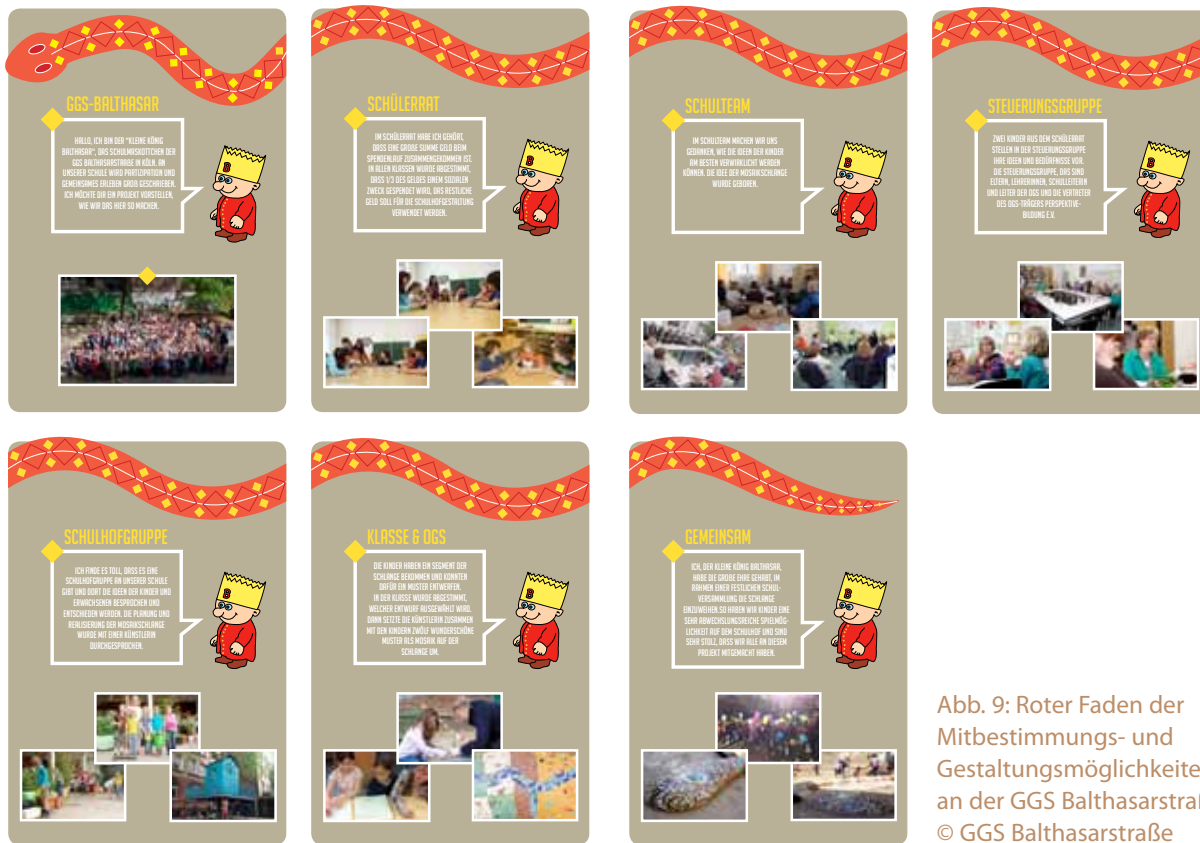 GGS-BALTHASAR
HALLO, ICH BIN DER "KLEINE KÖNIG
BALTHASAR", DAS SCHULMASKOTTCHEN DER
GGS BALTHASARSTRAßE IN KÖLN. AN
UNSERER SCHULE WIRD PARTIZIPATION UND
GEMEINSAMES ERLEBEN GROß GESCHRIEBEN.
ICH MÖCHTE DIR EIN PROJEKT VORSTELLEN,
WIE WIR DAS HIER SO MACHEN.
SCHÜLERRAT
IM SCHÜLERRAT HABE ICH GEHÖRT,
DASS EINE GROßE SUMME GELD BEIM
SPENDENLAUF ZUSAMMENGEKOMMEN IST.
IN ALLEN KLASSEN WURDE ABGESTIMMT,
DASS 1/3 DES GELDES EINEM SOZIALEN
ZWECK GESPENDET WIRD, DAS RESTLICHE
GELD SOLL FÜR DIE SCHULHOFGESTALTUNG
VERWENDET WERDEN.
SCHULTEAM
IM SCHULTEAM MACHEN WIR UNS
GEDANKEN, WIE DIE IDEEN DER KINDER
AM BESTEN VERWIRKLICHT WERDEN
KÖNNEN. DIE IDEE DER MOSAIKSCHLANGE
WURDE GEBOREN.
STEUERUNGSGRUPPE
ZWEI KINDER AUS DEM SCHÜLERRAT
STELLEN IN DER STEUERUNGSGRUPPE
IHRE IDEEN UND BEDÜRFNISSE VOR.
DIE STEUERUNGSGRUPPE, DAS SIND
ELTERN, LEHRERINNEN, SCHULLEITERIN
UND LEITER DER OGS UND DIE VERTRETER
DES OGS-TRÄGERS PERSPEKTIVE-
BILDUNG E.V.
SCHULHOFGRUPPE
ICH FINDE ES TOLL, DASS ES EINE
SCHULHOFGRUPPE AN UNSERER SCHULE
GIBT UND DORT DIE IDEEN DER KINDER UND
ERWACHSENEN BESPROCHEN UND
ENTSCHIEDEN WERDEN. DIE PLANUNG UND
REALISIERUNG DER MOSAIKSCHLANGE
WURDE MIT EINER KÜNSTLERIN
DURCHGESPROCHEN.
KLASSE & OGS
DIE KINDER HABEN EIN SEGMENT DER
SCHLANGE BEKOMMEN UND KONNTEN
DAFÜR EIN MUSTER ENTWERFEN.
IN DER KLASSE WURDE ABGESTIMMT,
WELCHER ENTWURF AUSGEWÄHLT WIRD.
DANN SETZTE DIE KÜNSTLERIN ZUSAMMEN
MIT DEN KINDERN ZWÖLF WUNDERSCHÖNE
MUSTER ALS MOSAIK AUF DER
SCHLANGE UM.
GEMEINSAM
ICH, DER KLEINE KÖNIG BALTHASAR,
HABE DIE GROßE EHRE GEHABT, IM
RAHMEN EINER FESTLICHEN SCHUL-
VERSAMMLUNG DIE SCHLANGE
EINZUWEIHEN. SO HABEN WIR KINDER EINE
SEHR ABWECHSLUNGSREICHE SPIELMÖG-
LICHKEIT AUF DEM SCHULHOF UND SIND
SEHR STOLZ, DASS WIR ALLE AN DIESEM
PROJEKT MITGEMACHT HABEN.
B
B
B
B
B
B
B
Abb. 9: Roter Faden der
Mitbestimmungs- und
Gestaltungsmöglichkeite
an der GGS Balthasarstra
© GGS Balthasarstraße